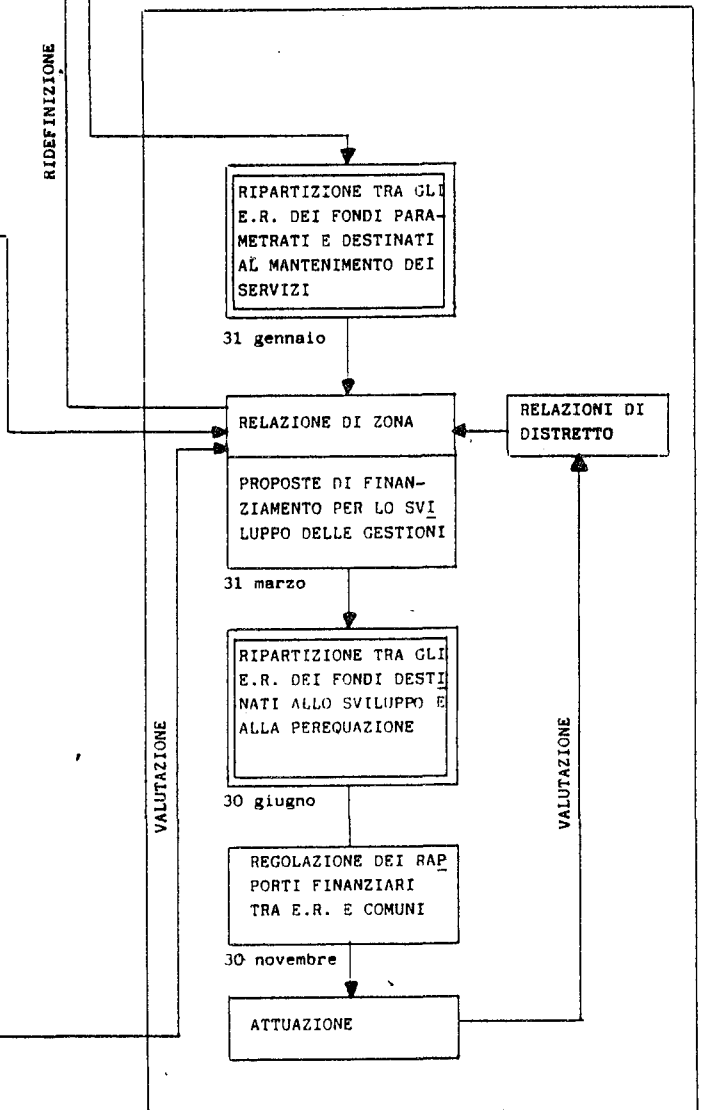 RIDEFINIZIONE
RIPARTIZIONE TRA GLI
E.R. DEI FONDI PARA-
METRATI E DESTINATI
AL MANTENIMENTO DEI
SERVIZI
31 gennaio
RELAZIONE DI ZONA
RELAZIONI DI
DISTRETTO
PROPOSTE DI FINAN-
ZIAMENTO PER LO SVI
LUPPO DELLE GESTIONI
31 marzo
RIPARTIZIONE TRA GLI
E.R. DEI FONDI DESTI
NATI ALLO SVILUPPO E
ALLA PEREQUAZIONE
VALUTAZIONE
VALUTAZIONE
30 giugno
REGOLAZIONE DEI RAP
PORTI FINANZIARI
TRA E.R. E COMUNI
30 novembre
ATTUAZIONE